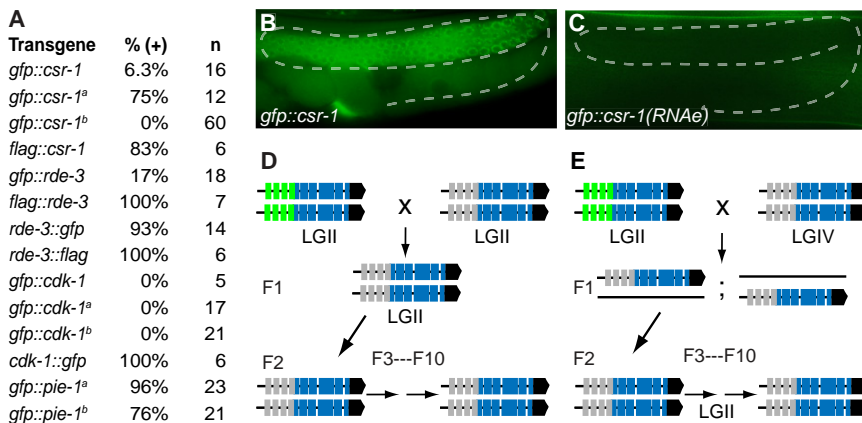 A
Transgene % (+) n
gfp::csr-1 6.3% 16
gfp::csr-1ᵃ 75% 12
gfp::csr-1ᵇ 0% 60
flag::csr-1 83% 6
gfp::rde-3 17% 18
flag::rde-3 100% 7
rde-3::gfp 93% 14
rde-3::flag 100% 6
gfp::cdk-1 0% 5
gfp::cdk-1ᵃ 0% 17
gfp::cdk-1ᵇ 0% 21
cdk-1::gfp 100% 6
gfp::pie-1ᵃ 96% 23
gfp::pie-1ᵇ 76% 21
B
gfp::csr-1
C
gfp::csr-1(RNAe)
D
X
LGII LGII
F1
LGII
F2 F3---F10
E
X
LGII LGIV
F1 ;
F2 F3---F10
LGII